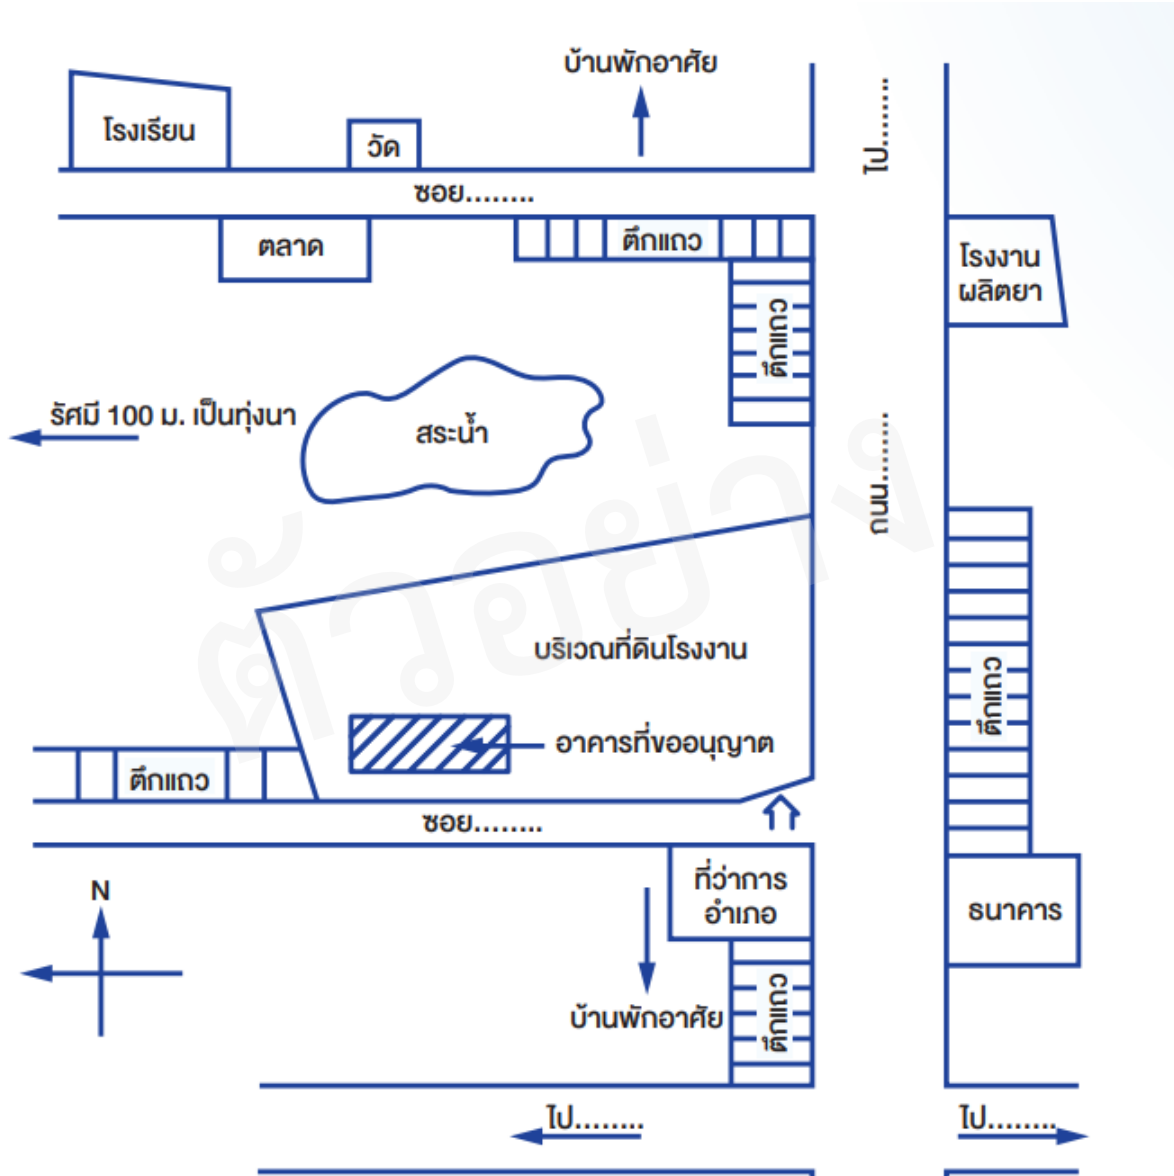 บ้านพักอาศัย
โรงเรียน
วัด
ไป........
ซอย........
ตลาด
ตึกแถว
โรงงาน
ผลิตยา
ตึกแถว
รัศมี 100 ม. เป็นทุ่งนา
สระน้ำ
ถนน........
ตัวอย่าง
บริเวณที่ดินโรงงาน
ตึกแถว
อาคารที่ขออนุญาต
ตึกแถว
ซอย........
N
ที่ว่าการ
อำเภอ
ธนาคาร
บ้านพักอาศัย
ตึกแถว
ไป........
ไป........